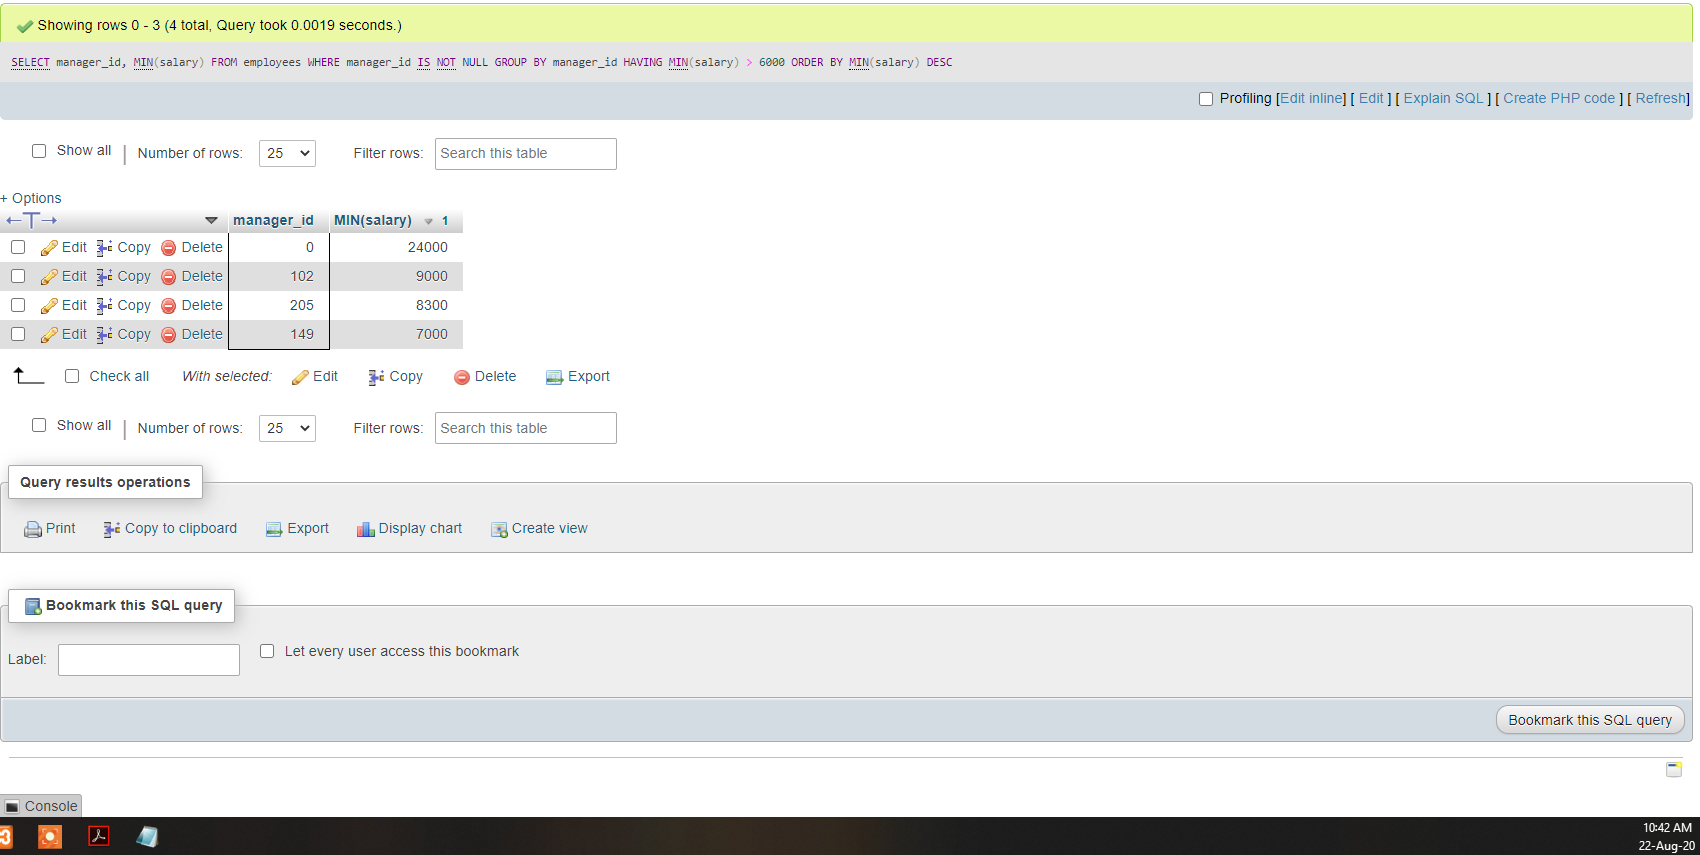 Showing rows 0 - 3 (4 total, Query took 0.0019 seconds.)
SELECT manager_id, MIN(salary) FROM employees WHERE manager_id IS NOT NULL GROUP BY manager_id HAVING MIN(salary) > 6000 ORDER BY MIN(salary) DESC
Profiling [Edit inline] [ Edit ] [ Explain SQL ] [ Create PHP code ] [ Refresh]
Show all | Number of rows: 25 Filter rows: Search this table
+ Options
←T→ manager_id MIN(salary) 1
Edit Copy Delete 0 24000
Edit Copy Delete 102 9000
Edit Copy Delete 205 8300
Edit Copy Delete 149 7000
Check all With selected: Edit Copy Delete Export
Show all | Number of rows: 25 Filter rows: Search this table
Query results operations
Print Copy to clipboard Export Display chart Create view
Bookmark this SQL query
Label: Let every user access this bookmark
Bookmark this SQL query
Console
10:42 AM
22-Aug-20